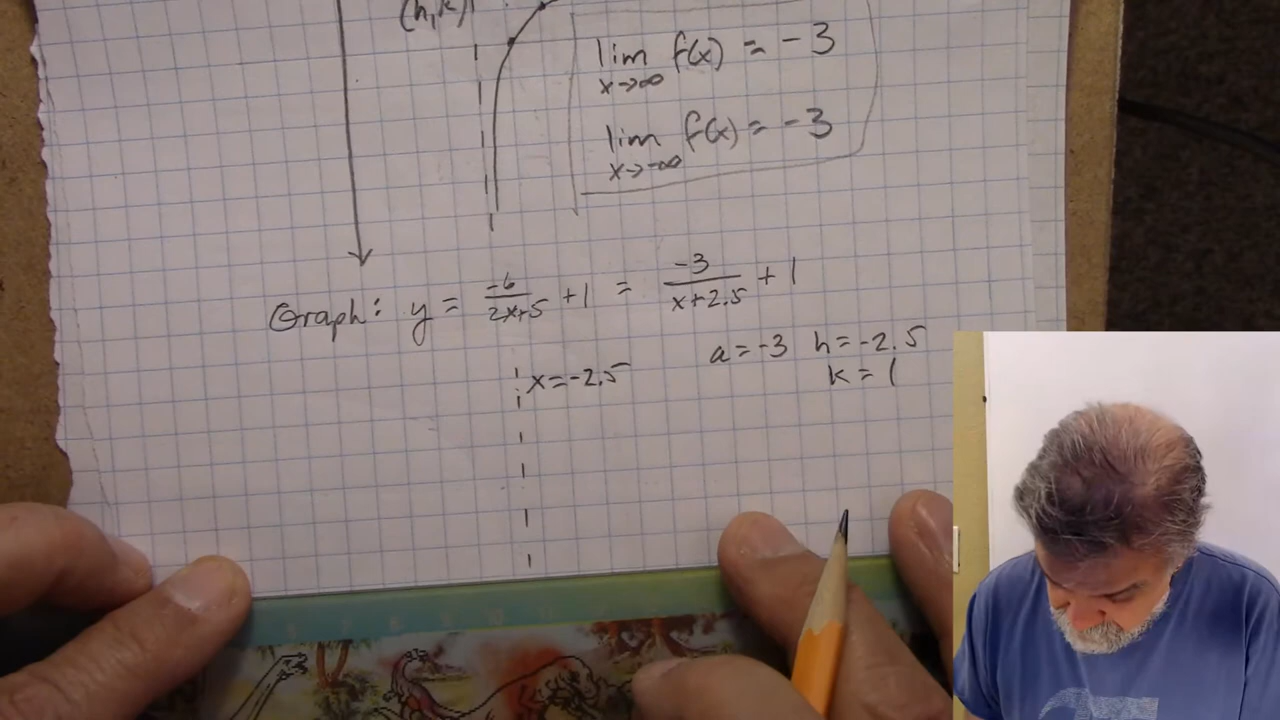 (h,k)
lim f(x) = -3
x→∞
lim f(x) = -3
x→-∞
Graph: y = -6/2x+5 + 1 = -3/x+2.5 + 1
x=-2.5
a=-3 h=-2.5
k=1